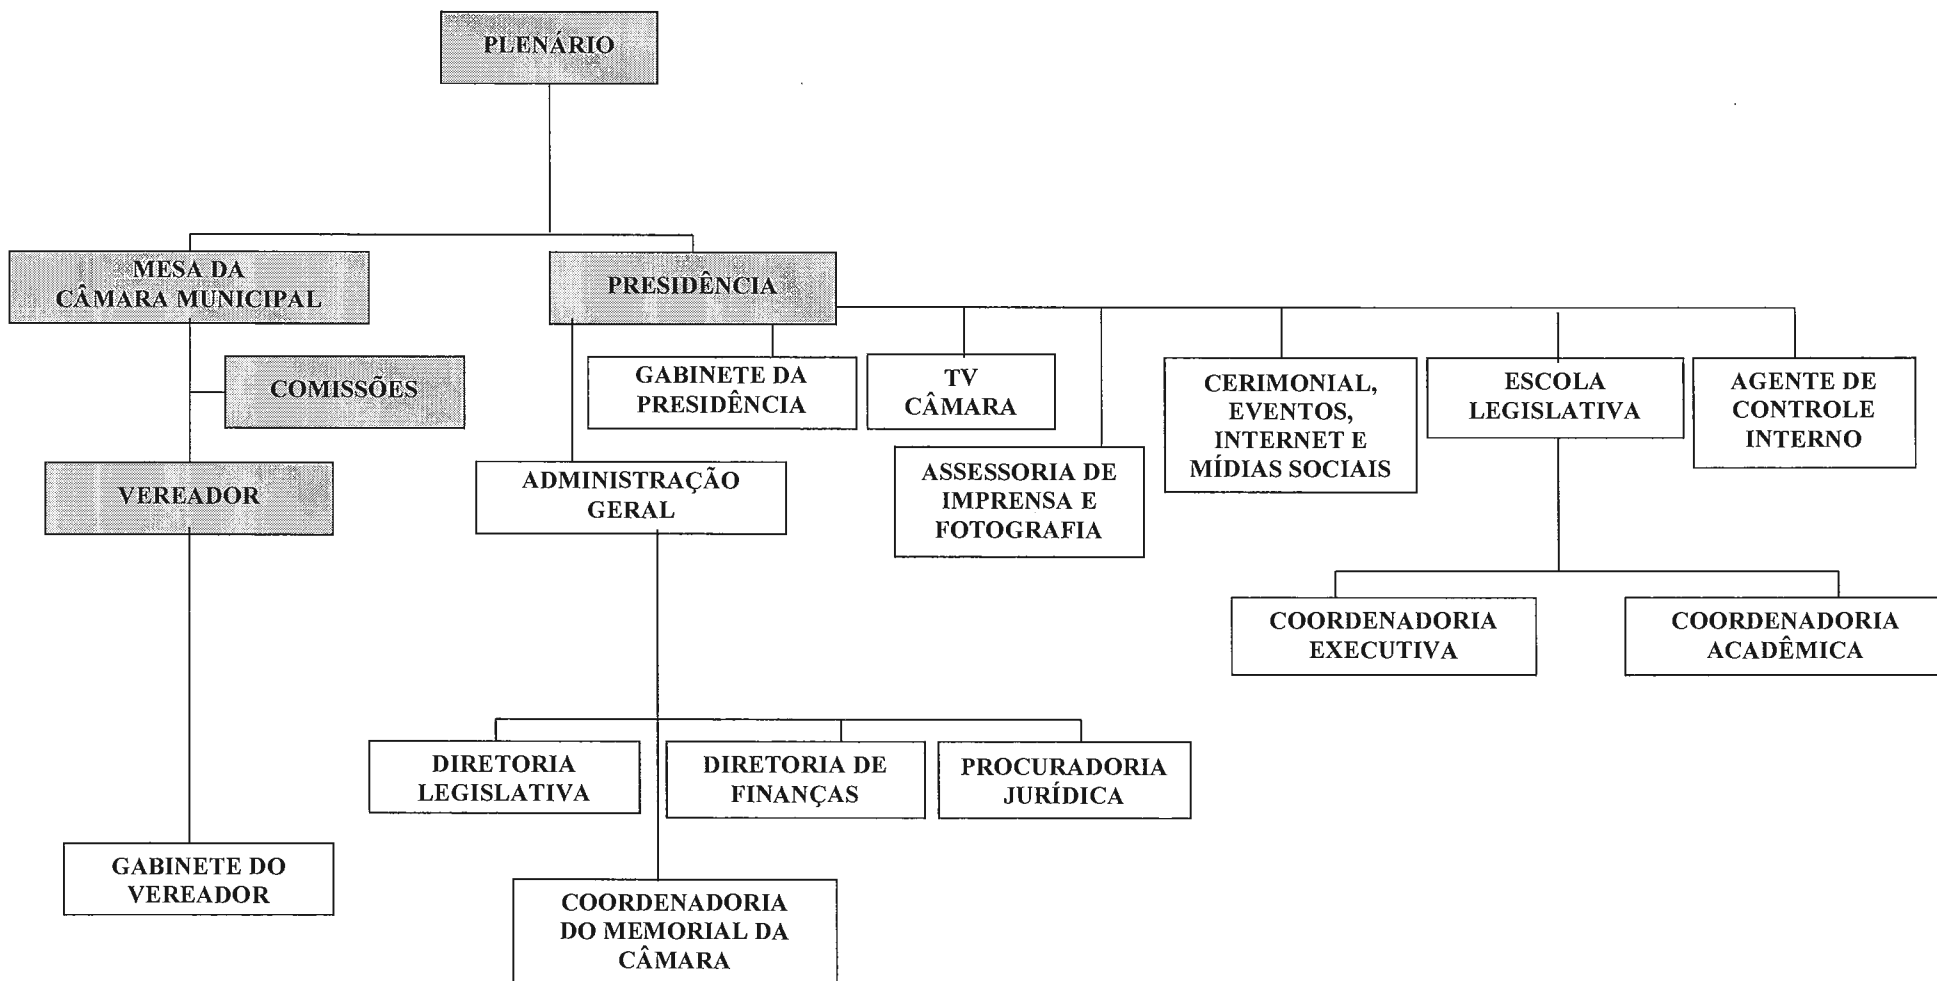 PLENÁRIO
MESA DA
CÂMARA MUNICIPAL
PRESIDÊNCIA
COMISSÕES
GABINETE DA
PRESIDÊNCIA
TV
CÂMARA
CERIMONIAL,
EVENTOS,
INTERNET E
MÍDIAS SOCIAIS
ESCOLA
LEGISLATIVA
AGENTE DE
CONTROLE
INTERNO
VEREADOR
ADMINISTRAÇÃO
GERAL
ASSESSORIA DE
IMPRENSA E
FOTOGRAFIA
COORDENADORIA
EXECUTIVA
COORDENADORIA
ACADÊMICA
DIRETORIA
LEGISLATIVA
DIRETORIA DE
FINANÇAS
PROCURADORIA
JURÍDICA
GABINETE DO
VEREADOR
COORDENADORIA
DO MEMORIAL DA
CÂMARA